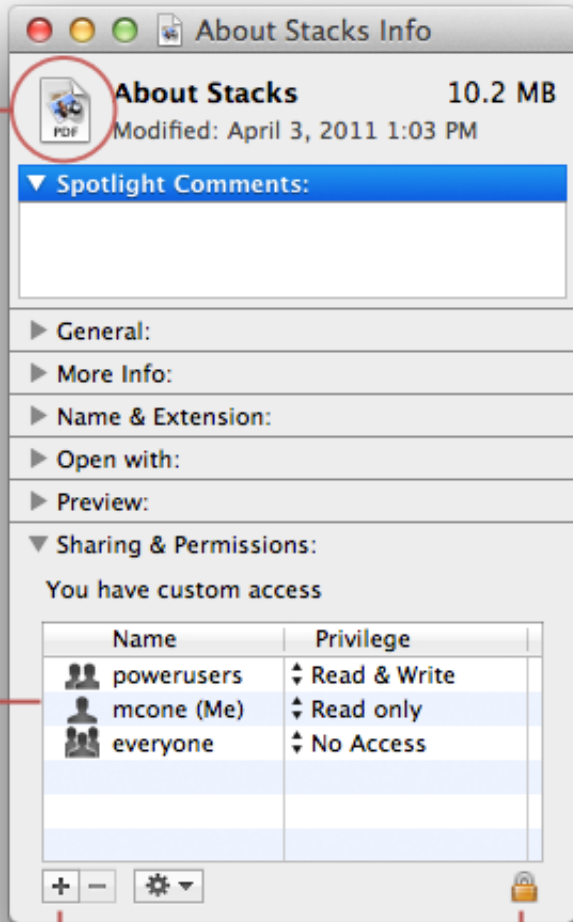 About Stacks Info
About Stacks 10.2 MB
PDF
Modified: April 3, 2011 1:03 PM
Spotlight Comments:
General:
More Info:
Name & Extension:
Open with:
Preview:
Sharing & Permissions:
You have custom access
Name Privilege
powerusers Read & Write
mcone (Me) Read only
everyone No Access